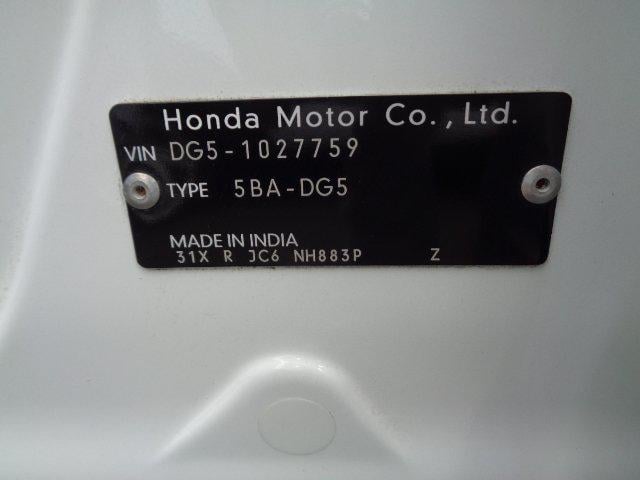 Honda Motor Co., Ltd.
VIN DG5-1027759
TYPE 5BA-DG5
MADE IN INDIA
31X R JC6 NH883P Z